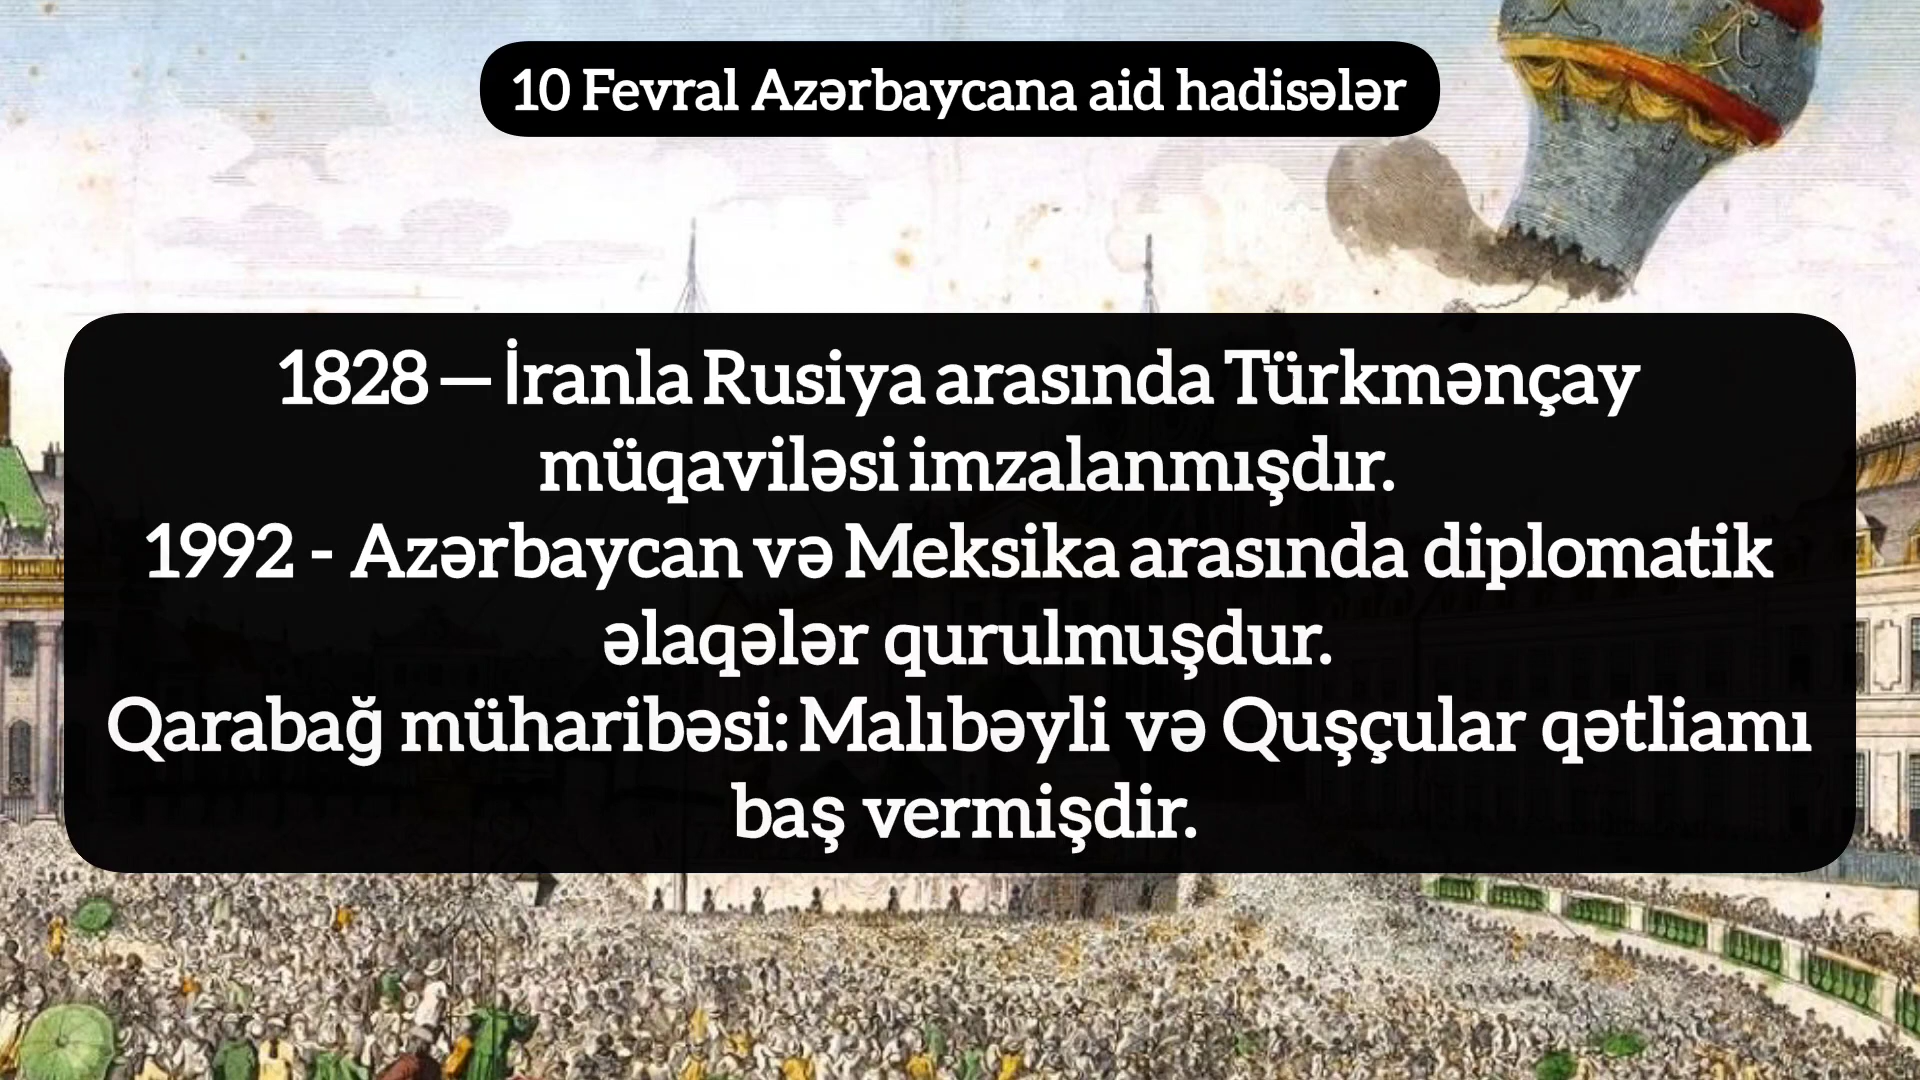 10 Fevral Azərbaycana aid hadisələr
1828 — İranla Rusiya arasında Türkmənçay
müqaviləsi imzalanmışdır.
1992 - Azərbaycan və Meksika arasında diplomatik
əlaqələr qurulmuşdur.
Qarabağ müharibəsi: Malıbəyli və Quşçular qətliamı
baş vermişdir.